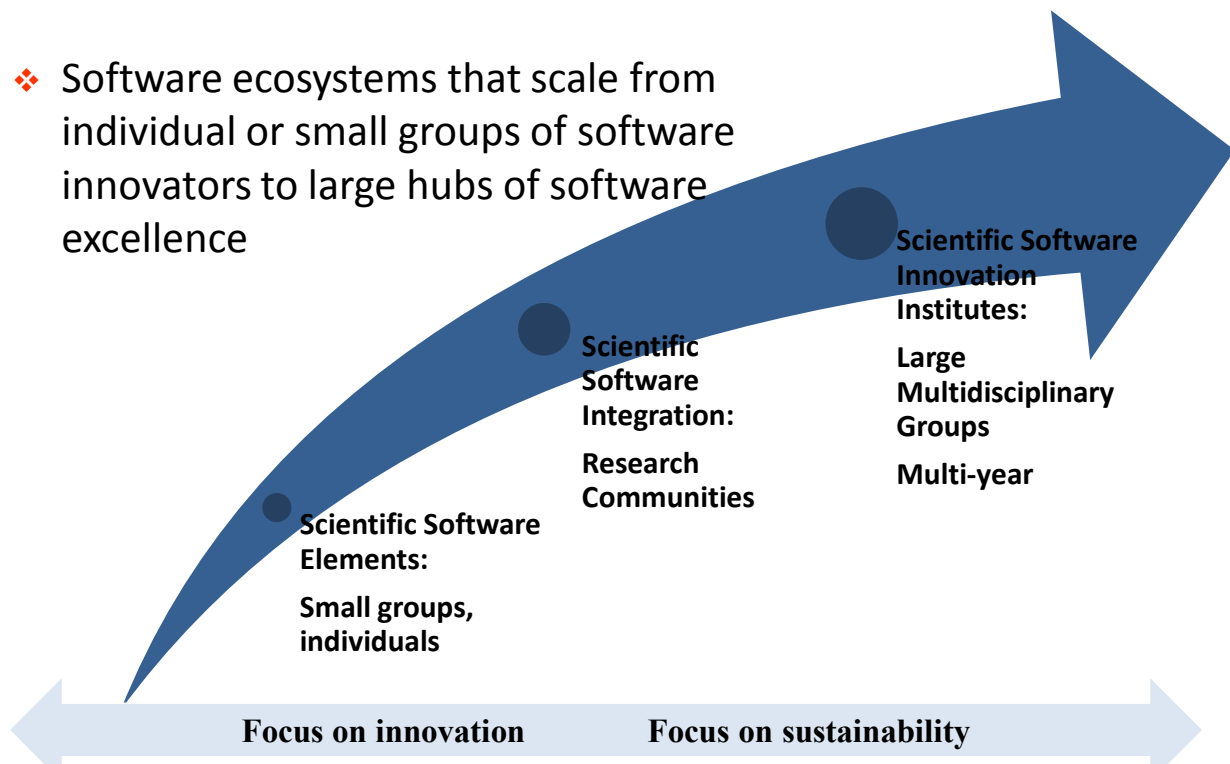 ❖ Software ecosystems that scale from
individual or small groups of software
innovators to large hubs of software
excellence
Scientific Software
Elements:
Small groups,
individuals
Scientific
Software
Integration:
Research
Communities
Scientific Software
Innovation
Institutes:
Large
Multidisciplinary
Groups
Multi-year
Focus on innovation
Focus on sustainability